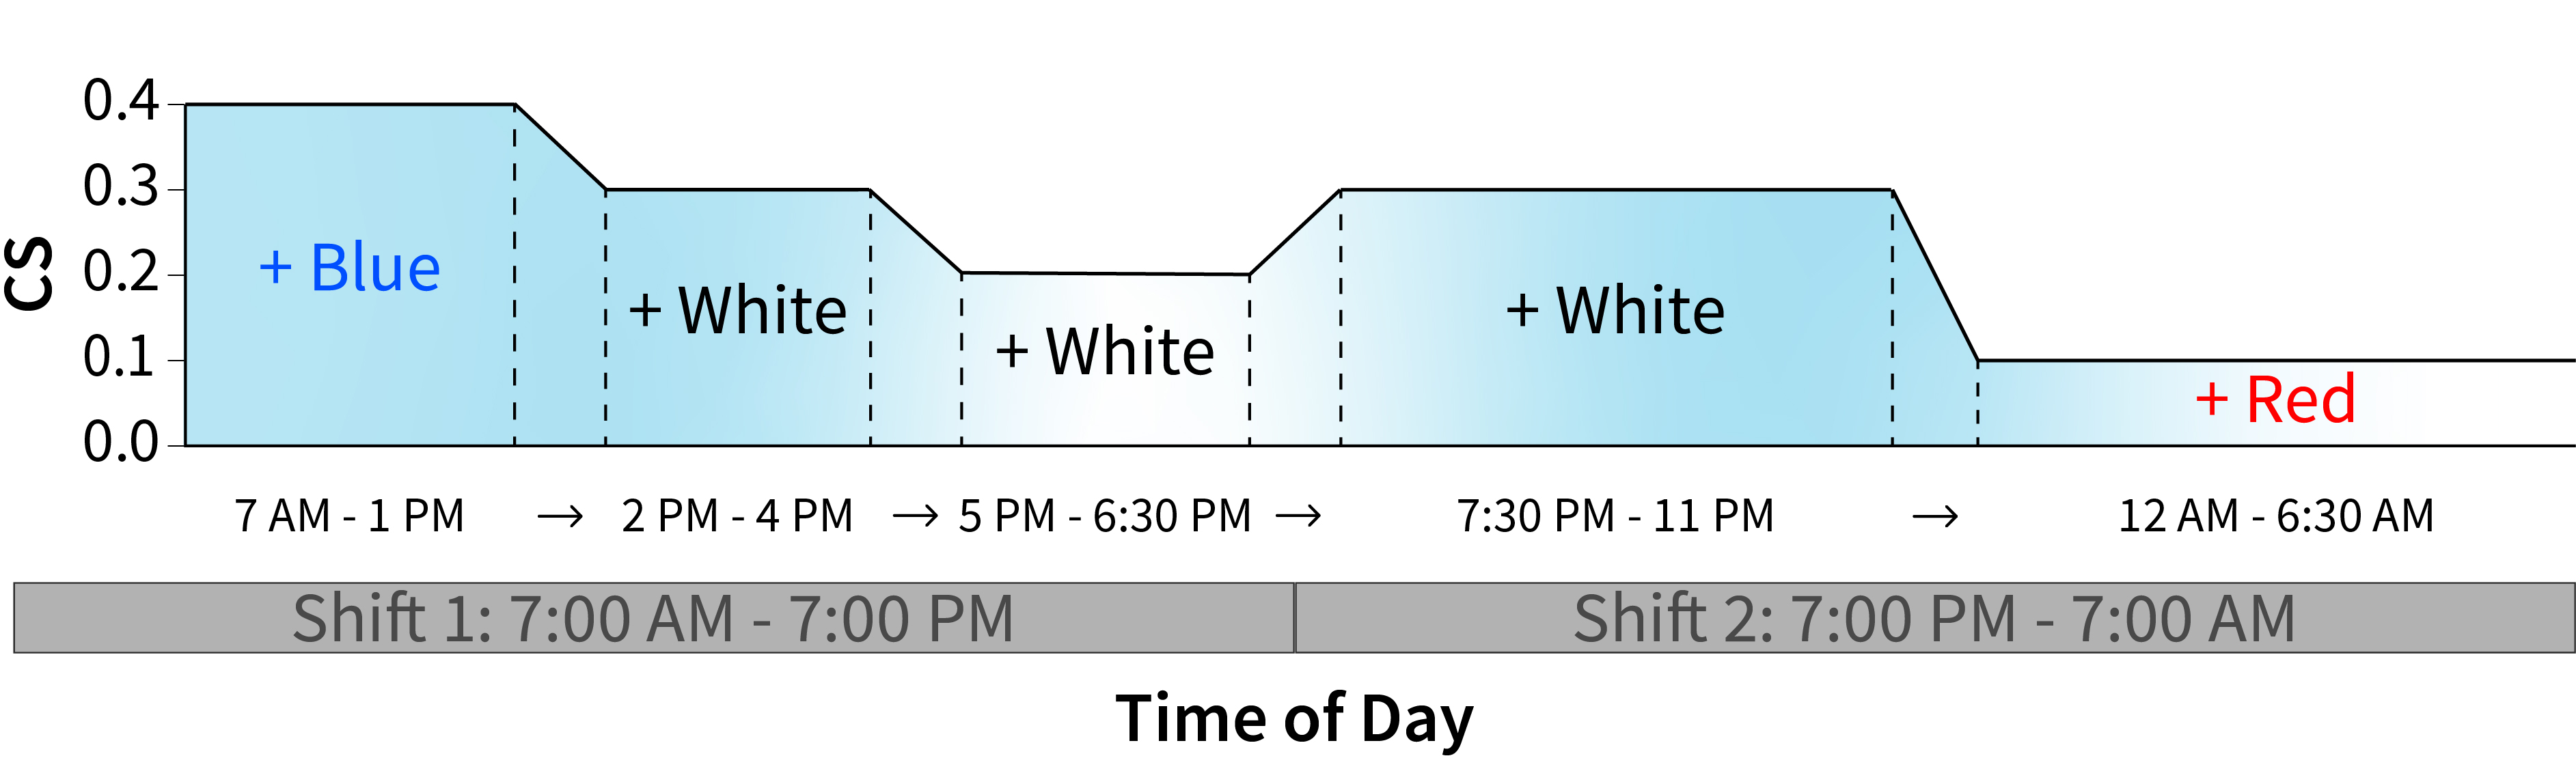 CS
0.4
0.3
0.2
0.1
0.0
+ Blue
+ White
+ White
+ White
+ Red
7 AM - 1 PM → 2 PM - 4 PM → 5 PM - 6:30 PM → 7:30 PM - 11 PM → 12 AM - 6:30 AM
Shift 1: 7:00 AM - 7:00 PM
Shift 2: 7:00 PM - 7:00 AM
Time of Day